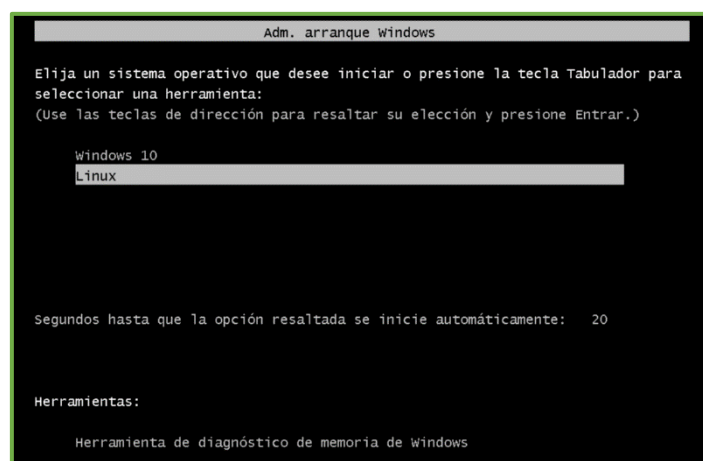 Adm. arranque Windows
Elija un sistema operativo que desee iniciar o presione la tecla Tabulador para
seleccionar una herramienta:
(Use las teclas de dirección para resaltar su elección y presione Entrar.)
Windows 10
Linux
Segundos hasta que la opción resaltada se inicie automáticamente: 20
Herramientas:
Herramienta de diagnóstico de memoria de Windows